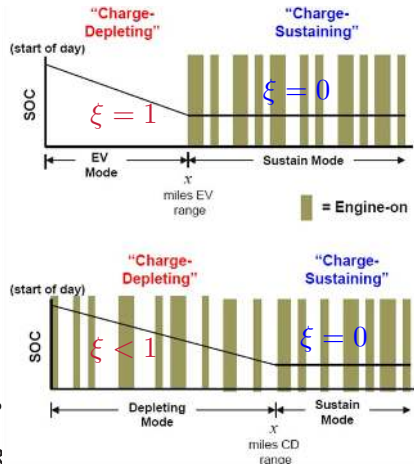 “Charge-Depleting”
“Charge-Sustaining”
(start of day)
SOC
ξ = 1
ξ = 0
EV Mode
Sustain Mode
x
miles EV range
= Engine-on
“Charge-Depleting”
“Charge-Sustaining”
(start of day)
SOC
ξ < 1
ξ = 0
Depleting Mode
Sustain Mode
x
miles CD range